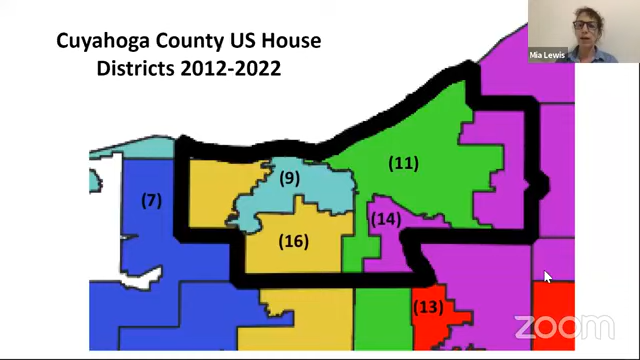 Cuyahoga County US House
Districts 2012-2022
Mia Lewis
(11)
(9)
(7)
(14)
(16)
(13)
zoom